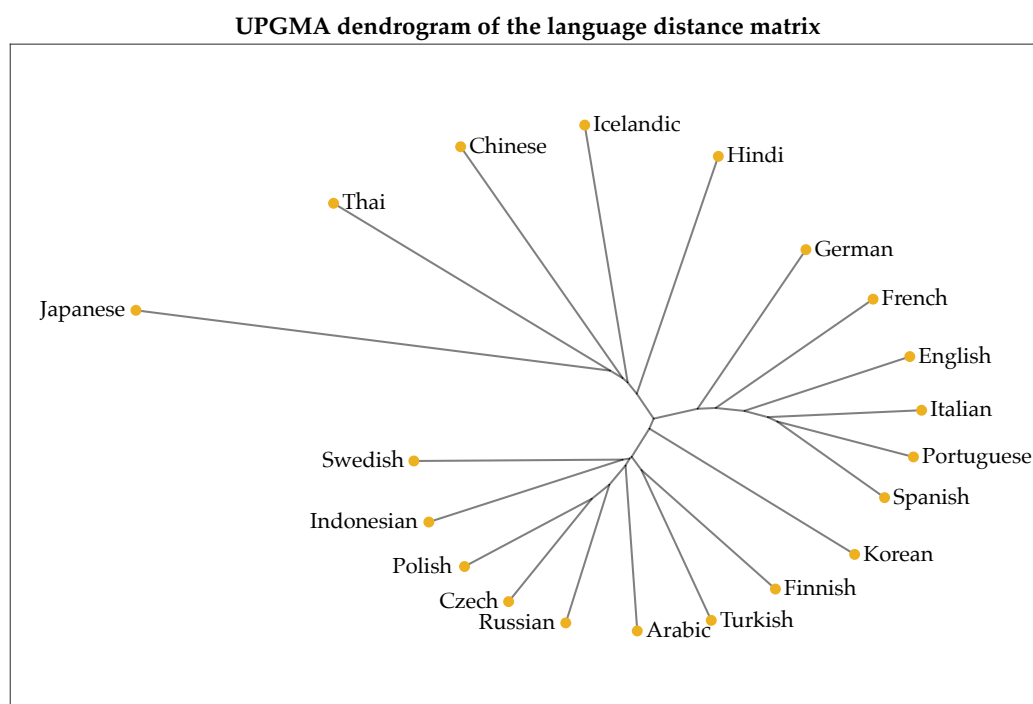 UPGMA dendrogram of the language distance matrix
Icelandic
Chinese
Hindi
Thai
German
French
Japanese
English
Italian
Swedish
Portuguese
Spanish
Indonesian
Korean
Polish
Finnish
Czech
Russian
Turkish
Arabic